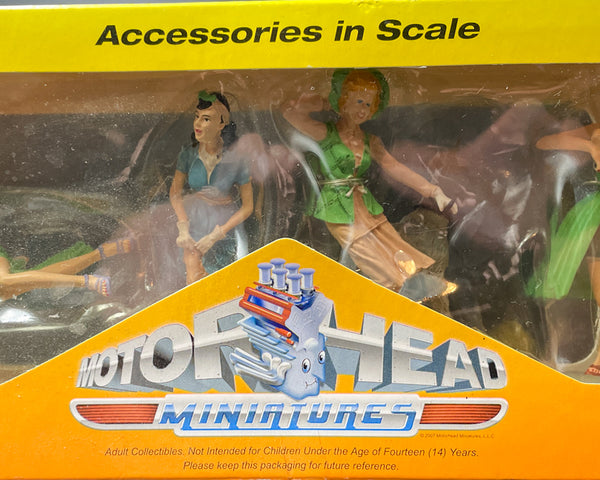 Accessories in Scale
MOTORHEAD
MINIATURES
© 2007 Motorhead Miniatures, L.L.C.
Adult Collectibles. Not Intended for Children Under the Age of Fourteen (14) Years.
Please keep this packaging for future reference.